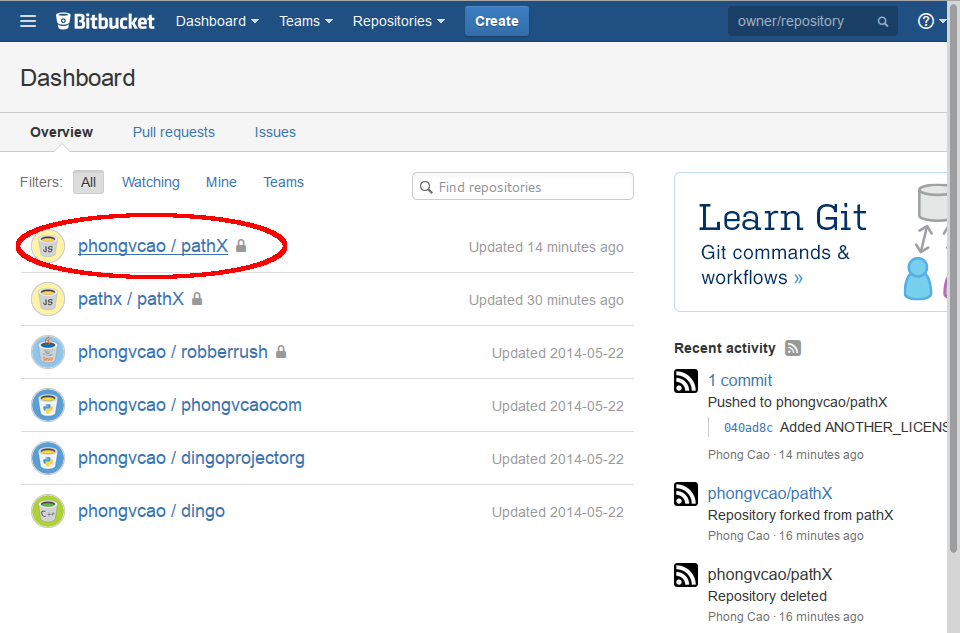 Bitbucket Dashboard Teams Repositories Create owner/repository ?
Dashboard
Overview Pull requests Issues
Filters: All Watching Mine Teams Find repositories
JS phongvcao / pathX Updated 14 minutes ago
JS pathx / pathX Updated 30 minutes ago
phongvcao / robberrush Updated 2014-05-22
phongvcao / phongvcaocom Updated 2014-05-22
phongvcao / dingoprojectorg Updated 2014-05-22
C++ phongvcao / dingo Updated 2014-05-22
Learn Git
Git commands &
workflows »
Recent activity
1 commit
Pushed to phongvcao/pathX
040ad8c Added ANOTHER_LICENS
Phong Cao · 14 minutes ago
phongvcao/pathX
Repository forked from pathX
Phong Cao · 16 minutes ago
phongvcao/pathX
Repository deleted
Phong Cao · 16 minutes ago